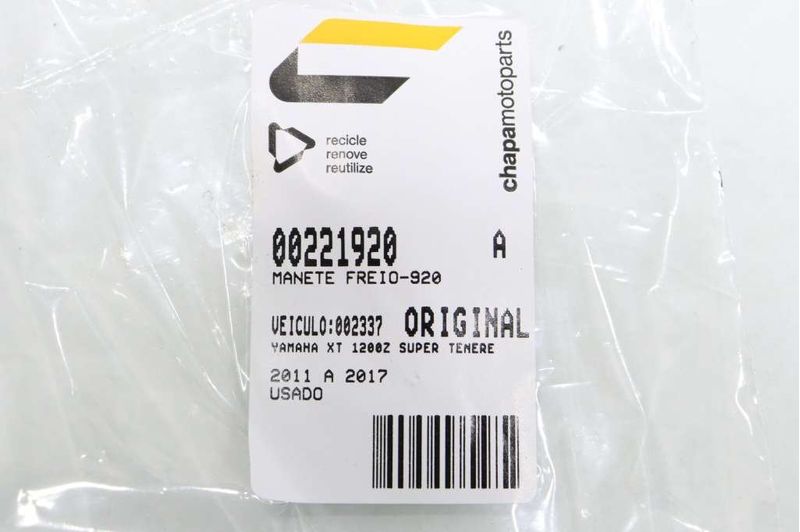 chapamotoparts
recicle
renove
reutilize
00221920 A
MANETE FREIO-920
VEICULO:002337 ORIGINAL
YAMAHA XT 1200Z SUPER TENERE
2011 A 2017
USADO